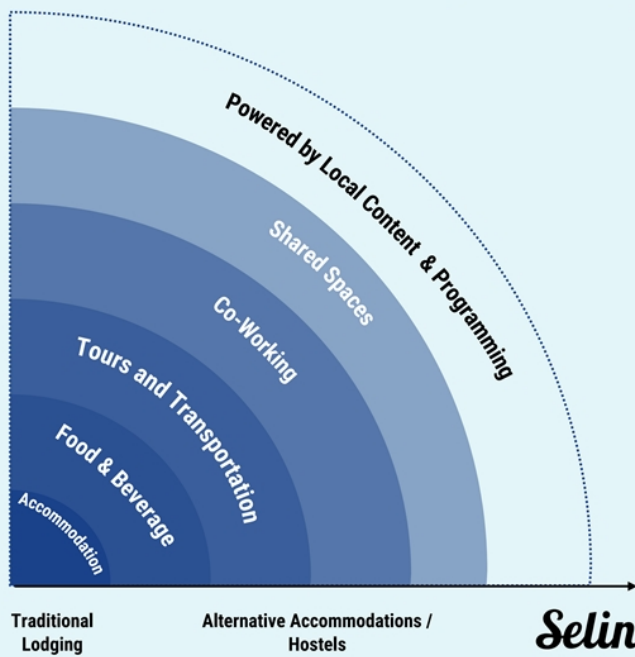 Powered by Local Content & Programming
Shared Spaces
Co-Working
Tours and Transportation
Food & Beverage
Accommodation
Traditional
Lodging
Alternative Accommodations /
Hostels
Selin